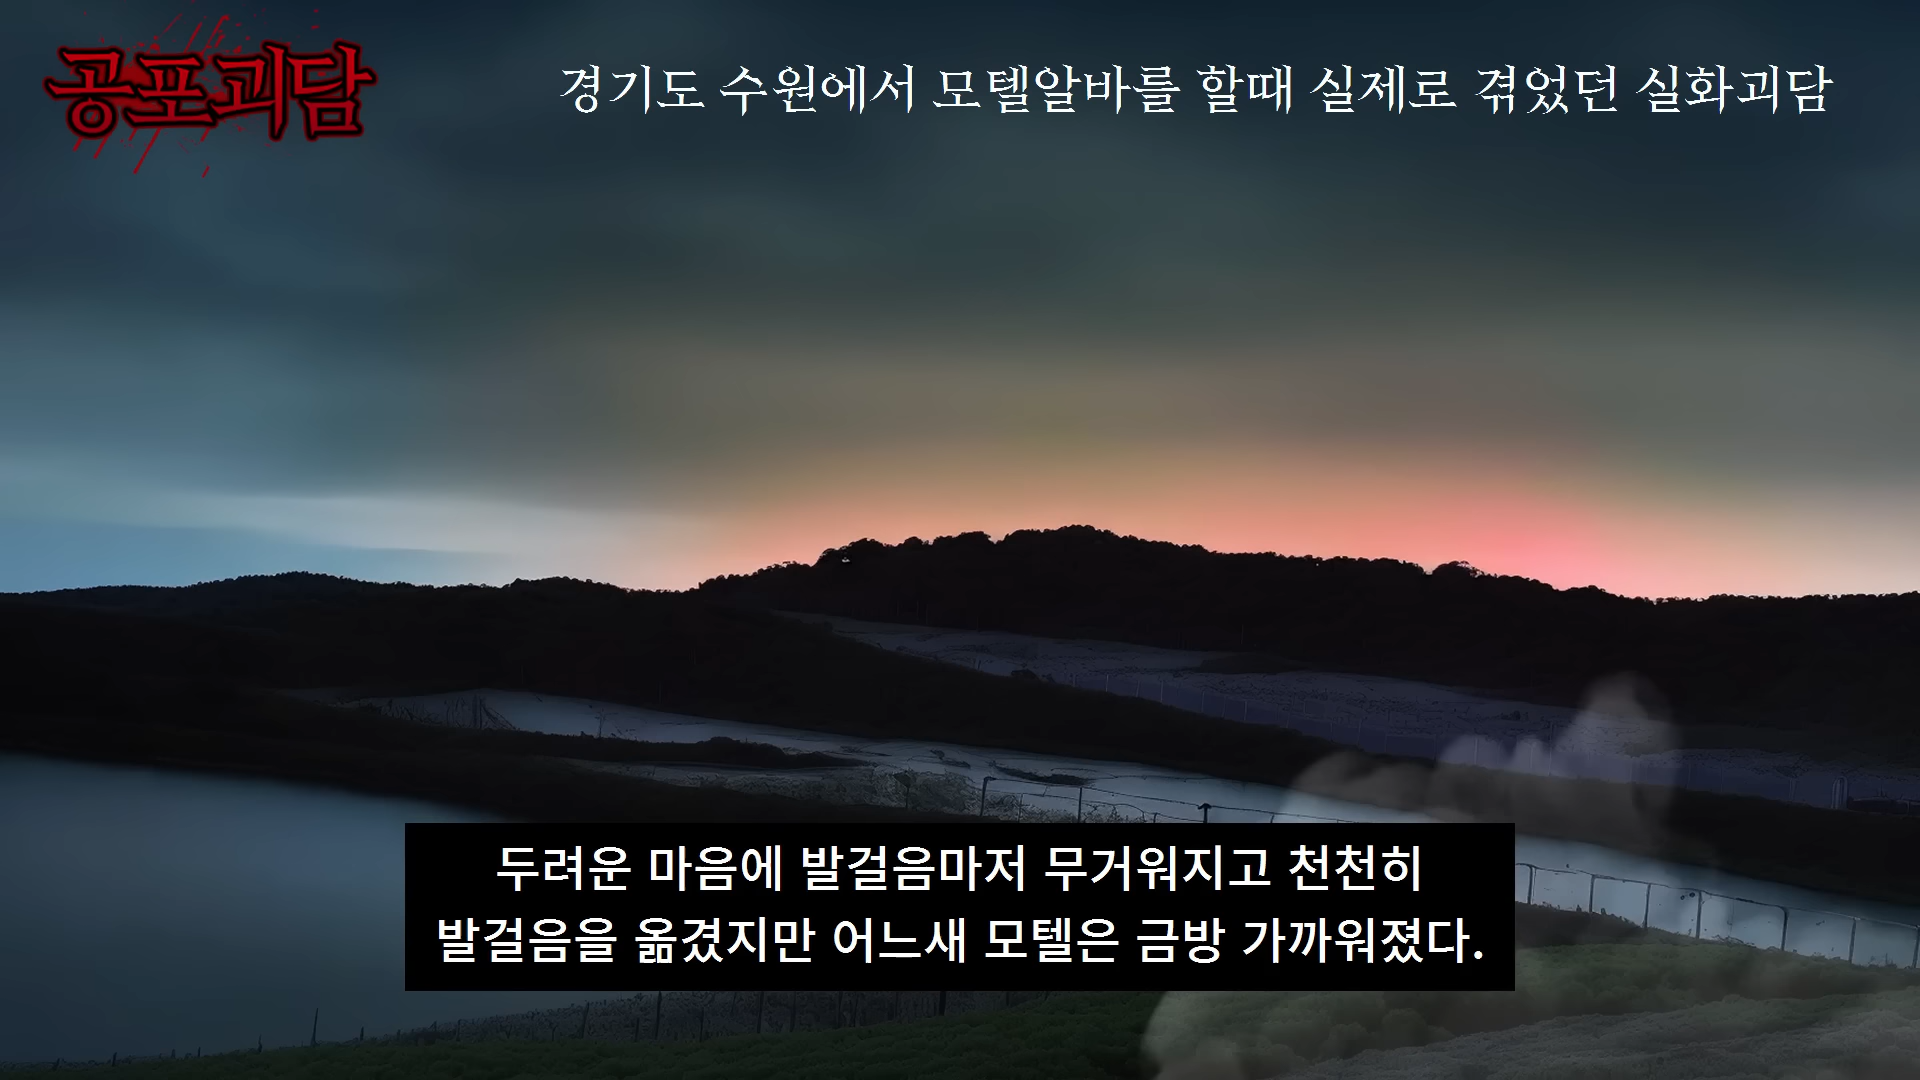 공포괴담
경기도 수원에서 모텔알바를 할때 실제로 겪었던 실화괴담
두려운 마음에 발걸음마저 무거워지고 천천히
발걸음을 옮겼지만 어느새 모텔은 금방 가까워졌다.